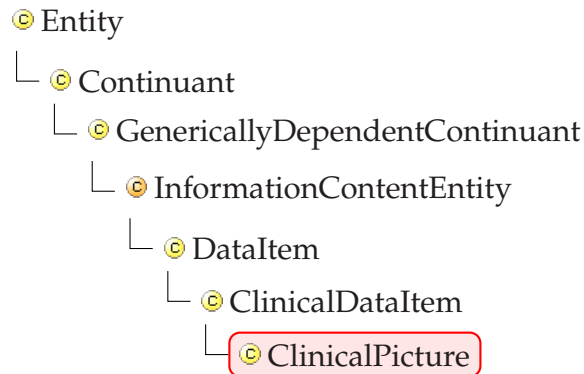 © Entity
© Continuant
© GenericallyDependentContinuant
© InformationContentEntity
© DataItem
© ClinicalDataItem
© ClinicalPicture